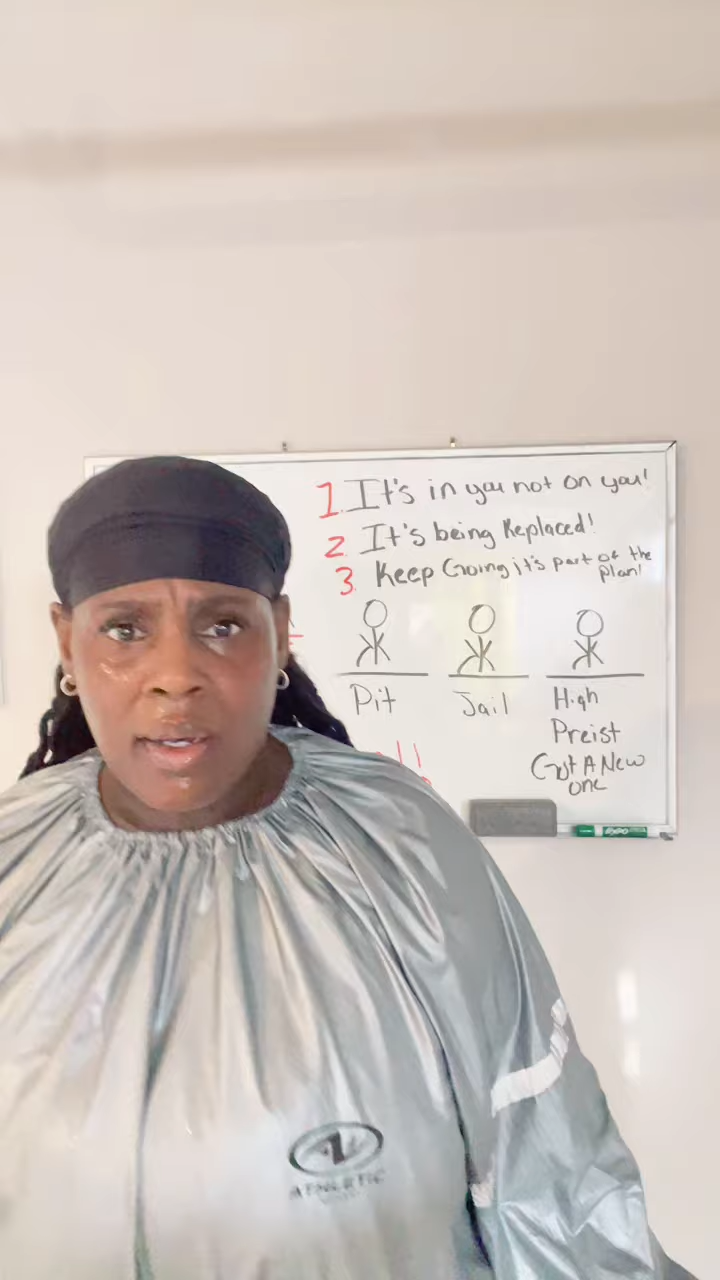 1. It's in you not on you!
2. It's being Replaced!
3. Keep Going it's part of the
plan!
Pit
Jail
High
Preist
Got A New
one
!!
EXPO
ATHLETIC